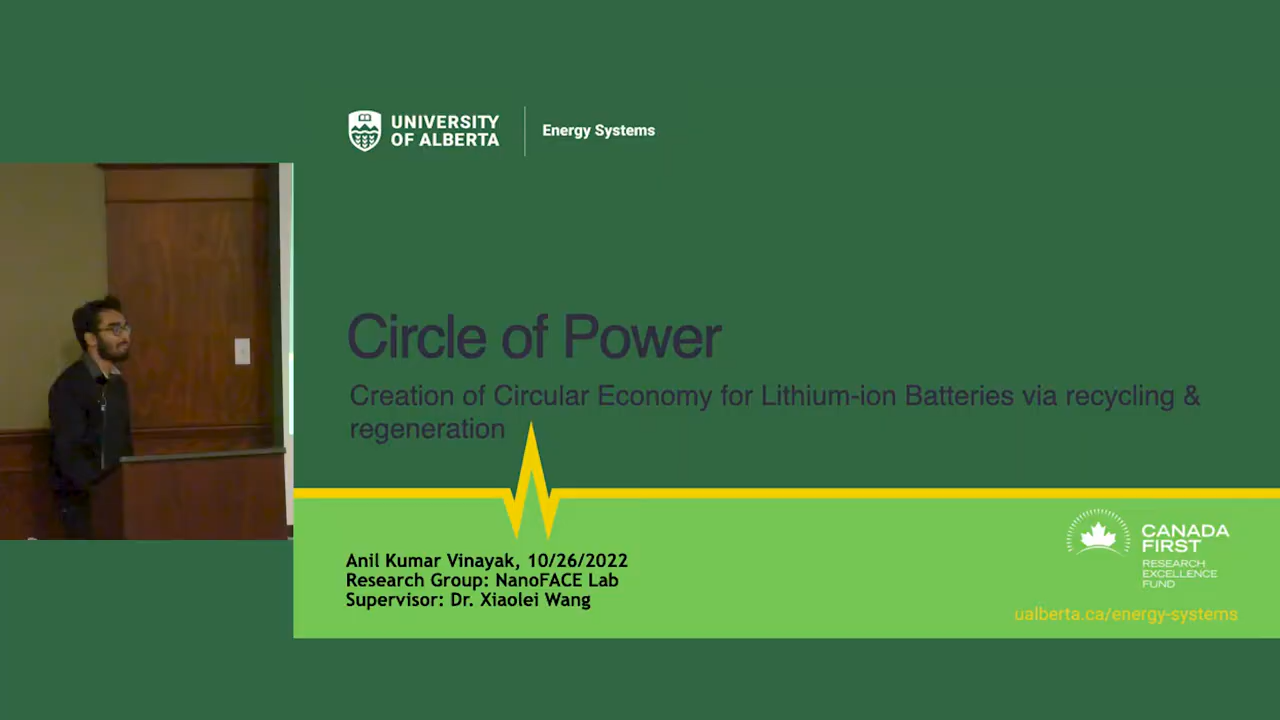 UNIVERSITY
OF ALBERTA
Energy Systems
Circle of Power
Creation of Circular Economy for Lithium-ion Batteries via recycling &
regeneration
Anil Kumar Vinayak, 10/26/2022
Research Group: NanoFACE Lab
Supervisor: Dr. Xiaolei Wang
CANADA
FIRST
RESEARCH
EXCELLENCE
FUND
ualberta.ca/energy-systems